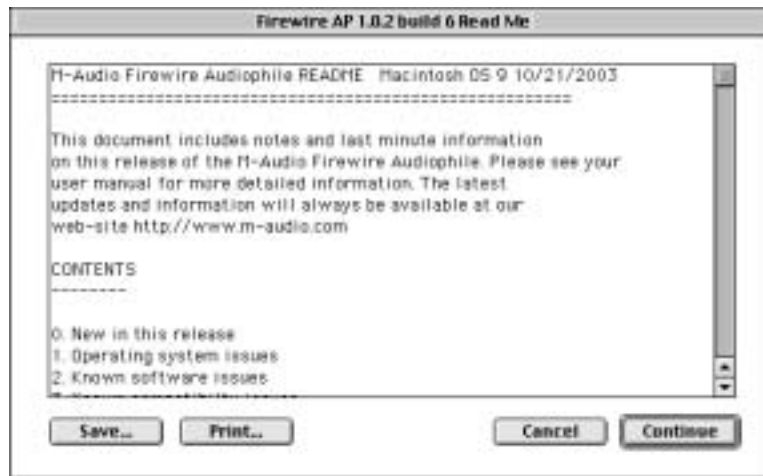 Firewire AP 1.0.2 build 6 Read Me
M-Audio Firewire Audiophile README Macintosh OS 9 10/21/2003
========================================================
This document includes notes and last minute information
on this release of the M-Audio Firewire Audiophile. Please see your
user manual for more detailed information. The latest
updates and information will always be available at our
web-site http://www.m-audio.com
CONTENTS
--------
0. New in this release
1. Operating system issues
2. Known software issues
Save...
Print...
Cancel
Continue